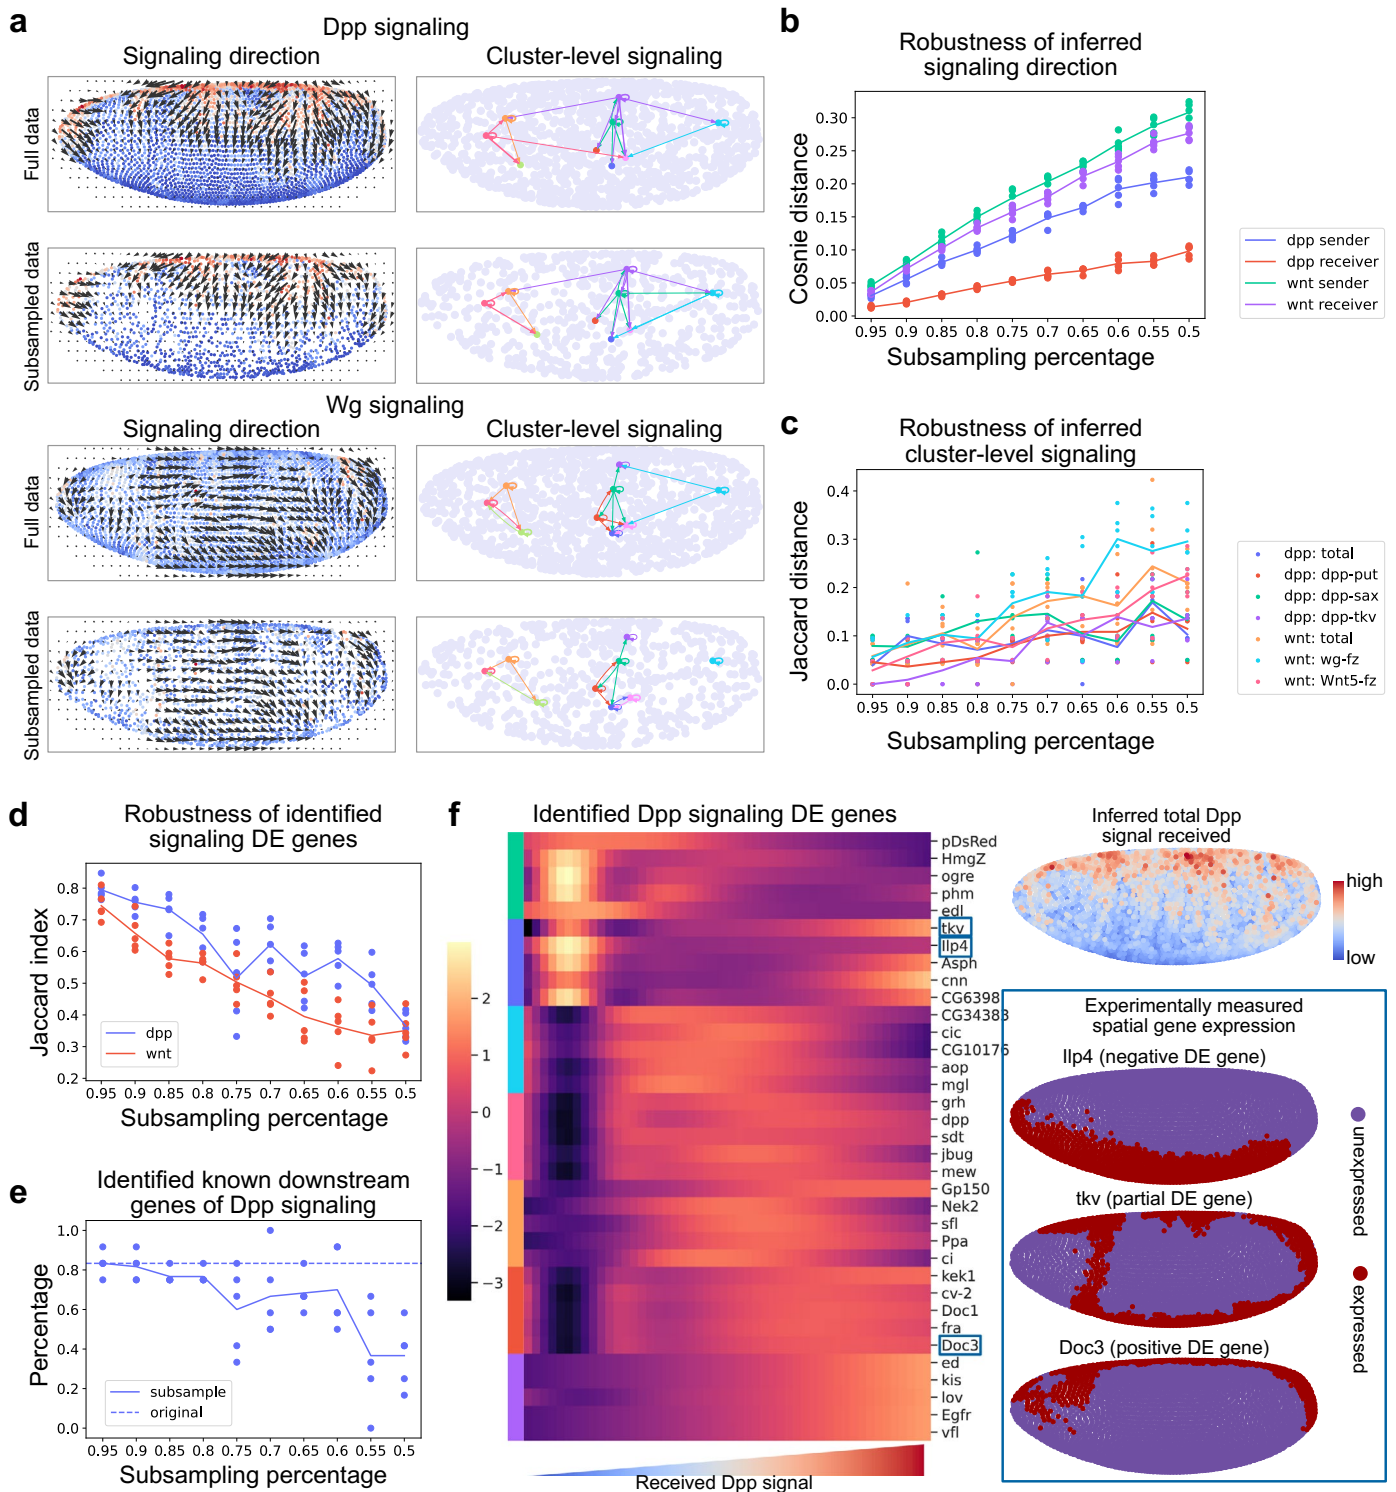 a
Dpp signaling
Signaling direction
Cluster-level signaling
Full data
Subsampled data
Wg signaling
Signaling direction
Cluster-level signaling
Full data
Subsampled data
b
Robustness of inferred
signaling direction
Cosnie distance
0.30
0.25
0.20
0.15
0.10
0.05
0.00
0.95 0.9 0.85 0.8 0.75 0.7 0.65 0.6 0.55 0.5
Subsampling percentage
dpp sender
dpp receiver
wnt sender
wnt receiver
c
Robustness of inferred
cluster-level signaling
Jaccard distance
0.4
0.3
0.2
0.1
0.0
0.95 0.9 0.85 0.8 0.75 0.7 0.65 0.6 0.55 0.5
Subsampling percentage
dpp: total
dpp: dpp-put
dpp: dpp-sax
dpp: dpp-tkv
wnt: total
wnt: wg-fz
wnt: Wnt5-fz
d
Robustness of identified
signaling DE genes
Jaccard index
0.8
0.7
0.6
0.5
0.4
0.3
0.2
dpp
wnt
0.95 0.9 0.85 0.8 0.75 0.7 0.65 0.6 0.55 0.5
Subsampling percentage
e
Identified known downstream
genes of Dpp signaling
Percentage
1.0
0.8
0.6
0.4
0.2
0.0
subsample
original
0.95 0.9 0.85 0.8 0.75 0.7 0.65 0.6 0.55 0.5
Subsampling percentage
f
Identified Dpp signaling DE genes
2
1
0
−1
−2
−3
pDsRed
HmgZ
ogre
phm
edl
tkv
Ilp4
Asph
cnn
CG6398
CG34383
cic
CG10176
aop
mgl
grh
dpp
sdt
jbug
mew
Gp150
Nek2
sfl
Ppa
ci
kek1
cv-2
Doc1
fra
Doc3
ed
kis
lov
Egfr
vfl
Received Dpp signal
Inferred total Dpp
signal received
high
low
Experimentally measured
spatial gene expression
Ilp4 (negative DE gene)
tkv (partial DE gene)
Doc3 (positive DE gene)
unexpressed
expressed